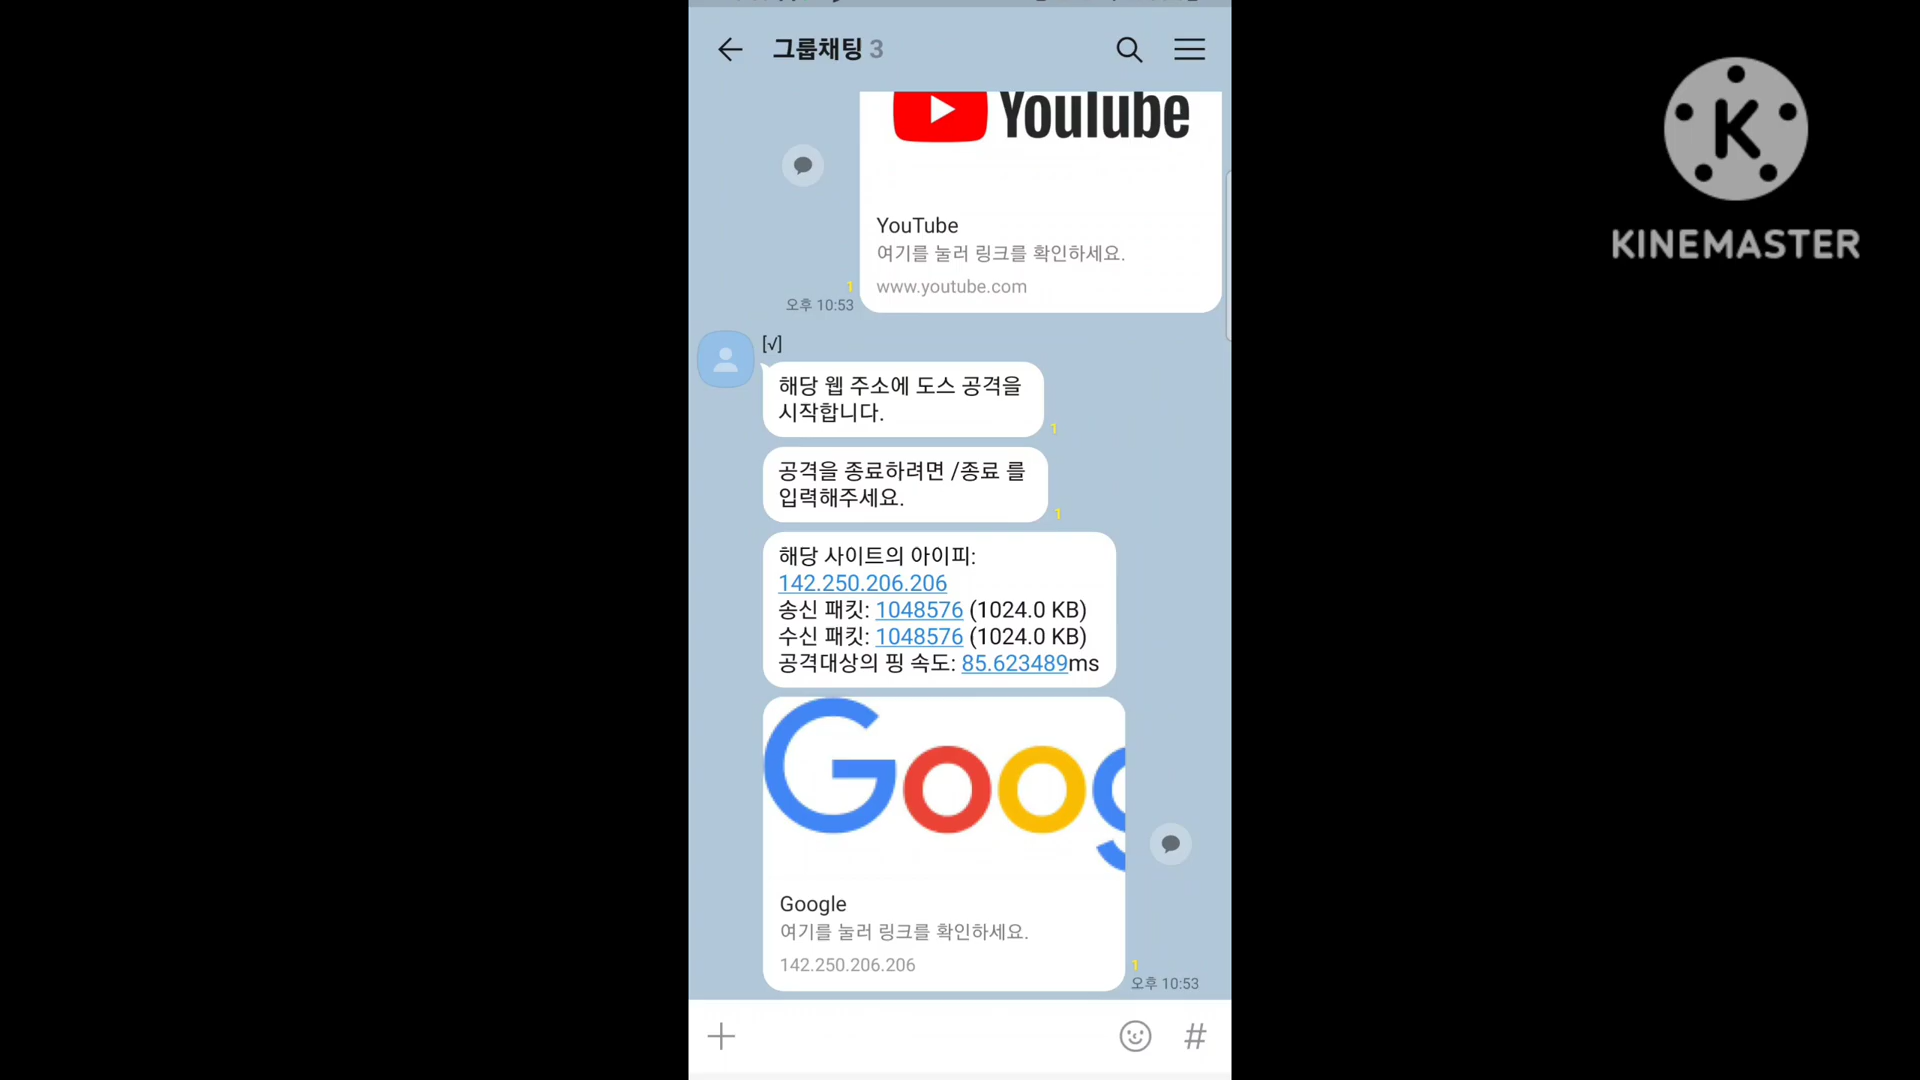 그룹채팅 3
YouTube
YouTube
여기를 눌러 링크를 확인하세요.
www.youtube.com
1
오후 10:53
[√]
해당 웹 주소에 도스 공격을
시작합니다.
1
공격을 종료하려면 /종료 를
입력해주세요.
1
해당 사이트의 아이피:
142.250.206.206
송신 패킷: 1048576 (1024.0 KB)
수신 패킷: 1048576 (1024.0 KB)
공격대상의 핑 속도: 85.623489ms
Goog
Google
여기를 눌러 링크를 확인하세요.
142.250.206.206
1
오후 10:53
#
K
KINEMASTER